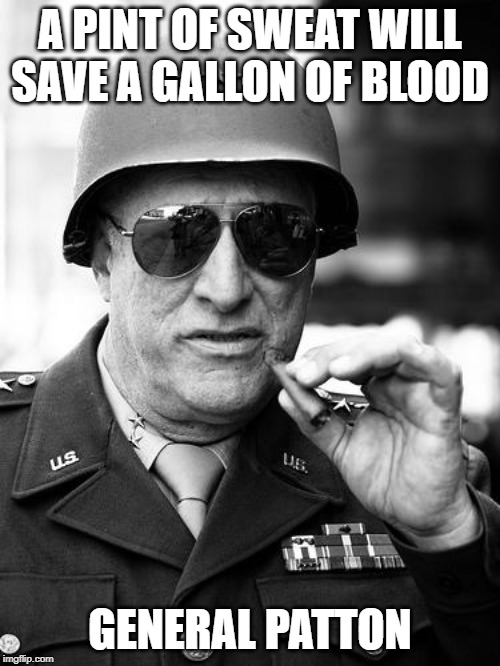 A PINT OF SWEAT WILL
SAVE A GALLON OF BLOOD
U.S.
U.S.
GENERAL PATTON
imgflip.com